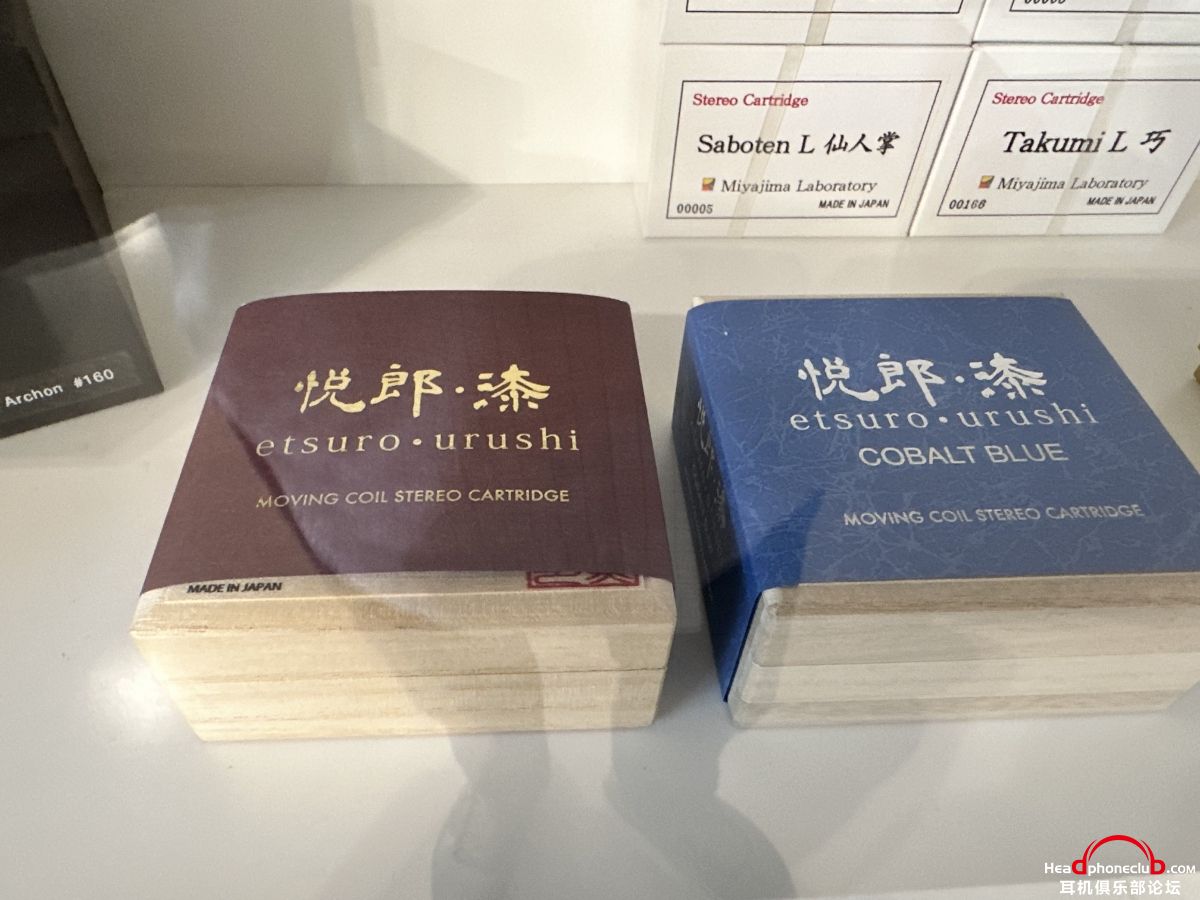 Stereo Cartridge
Saboten L 仙人掌
Miyajima Laboratory
00005
MADE IN JAPAN
Stereo Cartridge
Takumi L 巧
Miyajima Laboratory
00168
MADE IN JAPAN
Archon #160
悦郎・漆
etsuro・urushi
MOVING COIL STEREO CARTRIDGE
MADE IN JAPAN
悦郎・漆
etsuro・urushi
COBALT BLUE
MOVING COIL STEREO CARTRIDGE
Headphoneclub.com
耳机俱乐部论坛